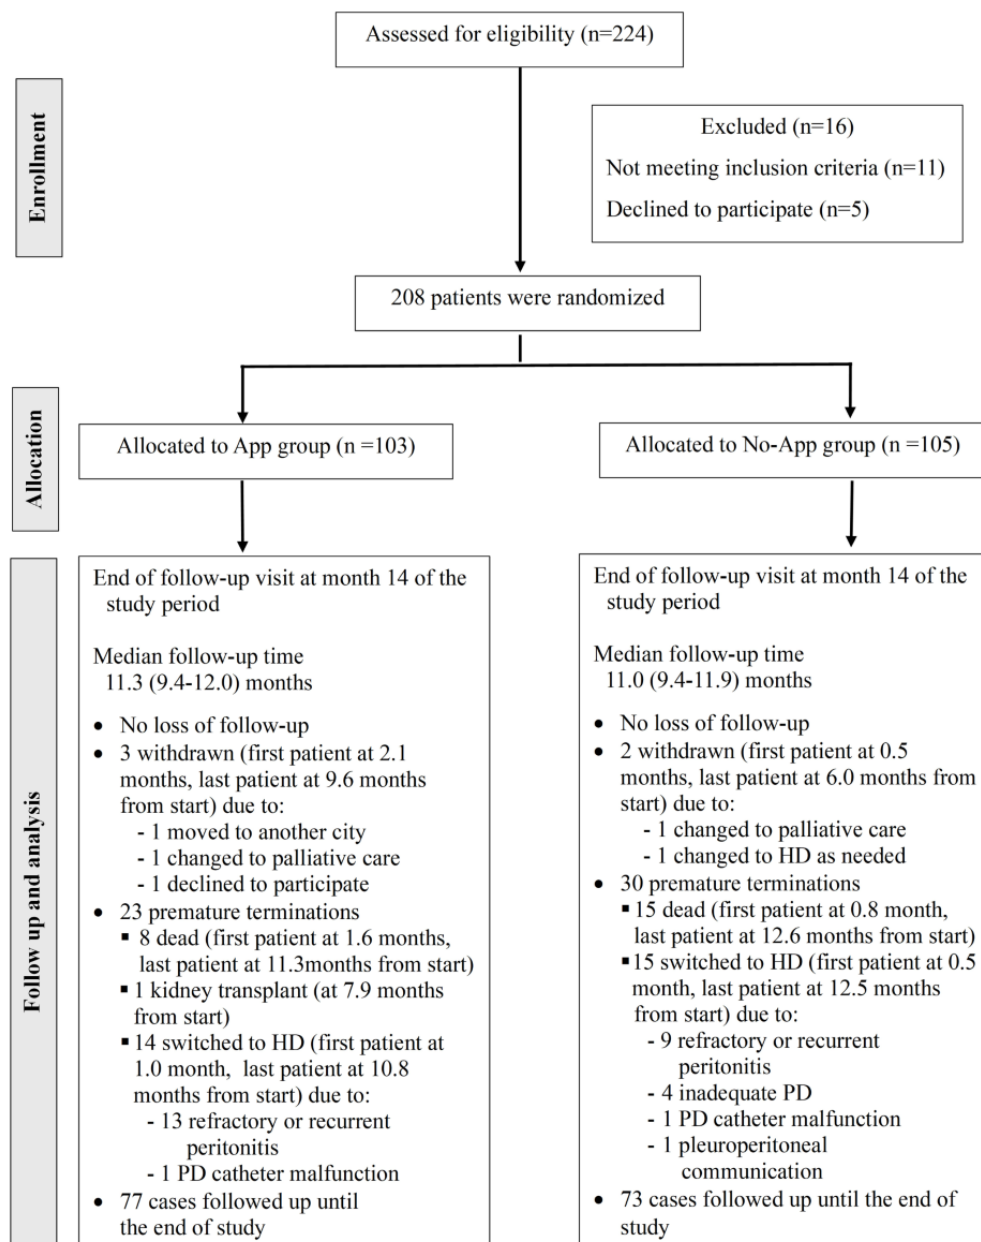 Assessed for eligibility (n=224)
Enrollment
Excluded (n=16)
Not meeting inclusion criteria (n=11)
Declined to participate (n=5)
208 patients were randomized
Allocation
Allocated to App group (n =103)
Allocated to No-App group (n =105)
Follow up and analysis
End of follow-up visit at month 14 of the
study period
Median follow-up time
11.3 (9.4-12.0) months
• No loss of follow-up
• 3 withdrawn (first patient at 2.1
months, last patient at 9.6 months
from start) due to:
- 1 moved to another city
- 1 changed to palliative care
- 1 declined to participate
• 23 premature terminations
▪ 8 dead (first patient at 1.6 months,
last patient at 11.3months from start)
▪ 1 kidney transplant (at 7.9 months
from start)
▪ 14 switched to HD (first patient at
1.0 month, last patient at 10.8
months from start) due to:
- 13 refractory or recurrent
peritonitis
- 1 PD catheter malfunction
• 77 cases followed up until
the end of study
End of follow-up visit at month 14 of the
study period
Median follow-up time
11.0 (9.4-11.9) months
• No loss of follow-up
• 2 withdrawn (first patient at 0.5
months, last patient at 6.0 months from
start) due to:
- 1 changed to palliative care
- 1 changed to HD as needed
• 30 premature terminations
▪ 15 dead (first patient at 0.8 month,
last patient at 12.6 months from start)
▪ 15 switched to HD (first patient at 0.5
month, last patient at 12.5 months
from start) due to:
- 9 refractory or recurrent
peritonitis
- 4 inadequate PD
- 1 PD catheter malfunction
- 1 pleuroperitoneal
communication
• 73 cases followed up until the end of
study